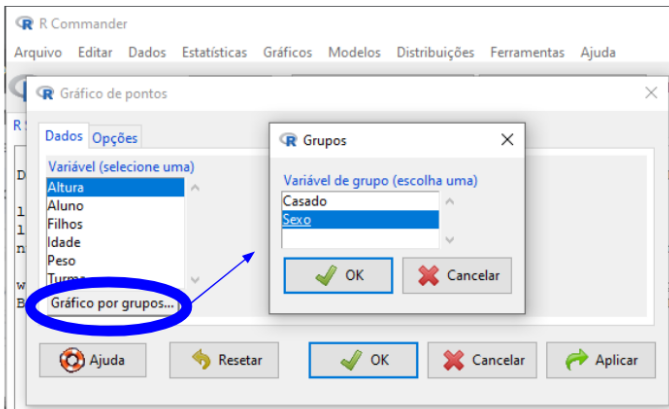 R Commander
Arquivo Editar Dados Estatísticas Gráficos Modelos Distribuições Ferramentas Ajuda
Gráfico de pontos
Dados Opções
Variável (selecione uma)
Altura
Aluno
Filhos
Idade
Peso
Gráfico por grupos...
Grupos
Variável de grupo (escolha uma)
Casado
Sexo
OK Cancelar
Ajuda Resetar OK Cancelar Aplicar